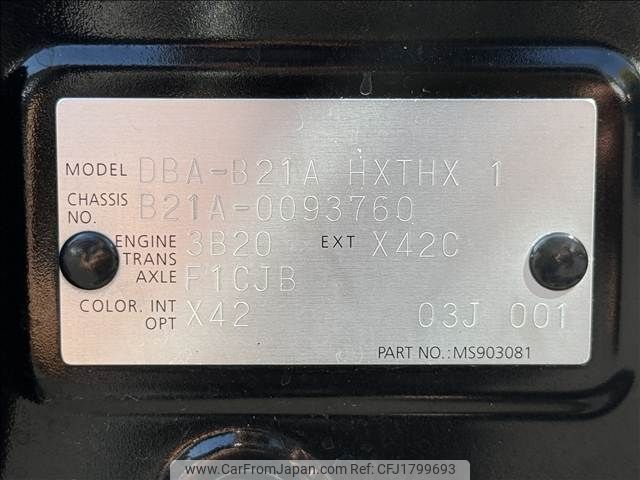 MODEL DBA-B21A HXTHX 1
CHASSIS NO. B21A-0093760
ENGINE 3B20 EXT X42C
TRANS AXLE F1CJB
COLOR. INT X42 03J 001
OPT
PART NO.: MS903081
www.CarFromJapan.com Ref. No: CFJ1799693